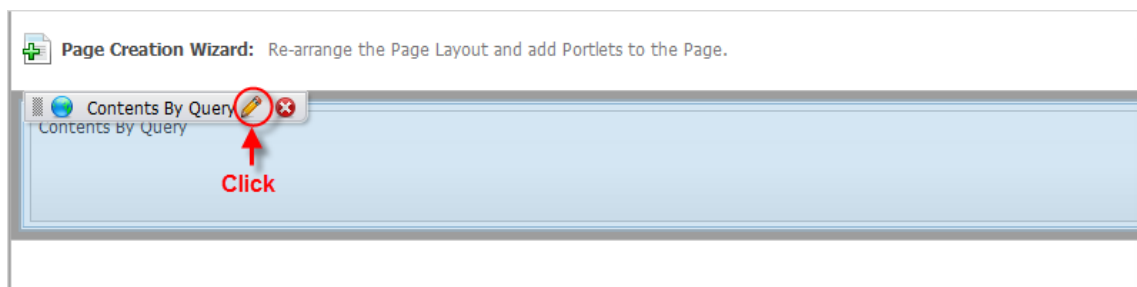 Page Creation Wizard: Re-arrange the Page Layout and add Portlets to the Page.
Contents By Query
Contents By Query
Click